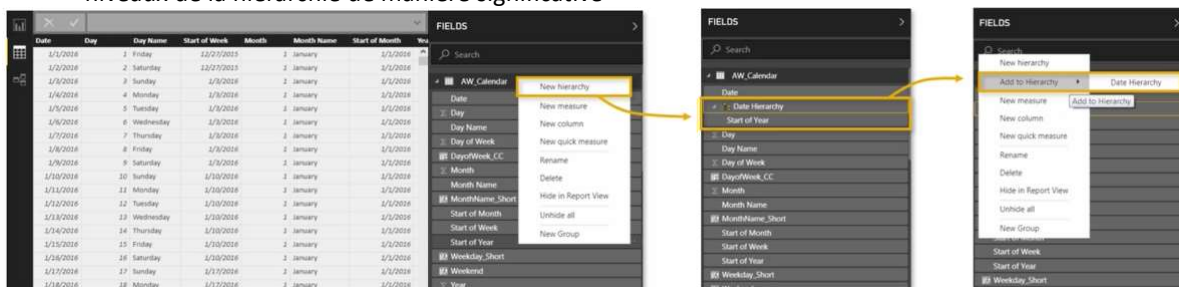 niveaux de la hiérarchie de manière significative
Date Day Day Name Start of Week Month Month Name Start of Month
1/1/2016 1 Friday 12/27/2015 1 January 1/1/2016
1/2/2016 2 Saturday 12/27/2015 1 January 1/1/2016
1/3/2016 3 Sunday 1/3/2016 1 January 1/1/2016
1/4/2016 4 Monday 1/3/2016 1 January 1/1/2016
1/5/2016 5 Tuesday 1/3/2016 1 January 1/1/2016
1/6/2016 6 Wednesday 1/3/2016 1 January 1/1/2016
1/7/2016 7 Thursday 1/3/2016 1 January 1/1/2016
1/8/2016 8 Friday 1/3/2016 1 January 1/1/2016
1/9/2016 9 Saturday 1/3/2016 1 January 1/1/2016
1/10/2016 10 Sunday 1/10/2016 1 January 1/1/2016
1/11/2016 11 Monday 1/10/2016 1 January 1/1/2016
1/12/2016 12 Tuesday 1/10/2016 1 January 1/1/2016
1/13/2016 13 Wednesday 1/10/2016 1 January 1/1/2016
1/14/2016 14 Thursday 1/10/2016 1 January 1/1/2016
1/15/2016 15 Friday 1/10/2016 1 January 1/1/2016
1/16/2016 16 Saturday 1/10/2016 1 January 1/1/2016
1/17/2016 17 Sunday 1/17/2016 1 January 1/1/2016
1/18/2016 18 Monday 1/17/2016 1 January 1/1/2016
FIELDS
Search
AW_Calendar
Date
Day
Day Name
Day of Week
DayofWeek_CC
Month
Month Name
MonthName_Short
Start of Month
Start of Week
Start of Year
Weekday_Short
Weekend
Year
New hierarchy
New measure
New column
New quick measure
Rename
Delete
Hide in Report View
Unhide all
New Group
FIELDS
Search
AW_Calendar
Date
Date Hierarchy
Start of Year
Day
Day Name
Day of Week
DayofWeek_CC
Month
Month Name
MonthName_Short
Start of Month
Start of Week
Start of Year
Weekday_Short
FIELDS
Search
New hierarchy
Add to Hierarchy
Date Hierarchy
New measure
Add to Hierarchy
New column
New quick measure
Rename
Delete
Hide in Report View
Unhide all
New Group
Start of Week
Start of Year
Weekday_Short